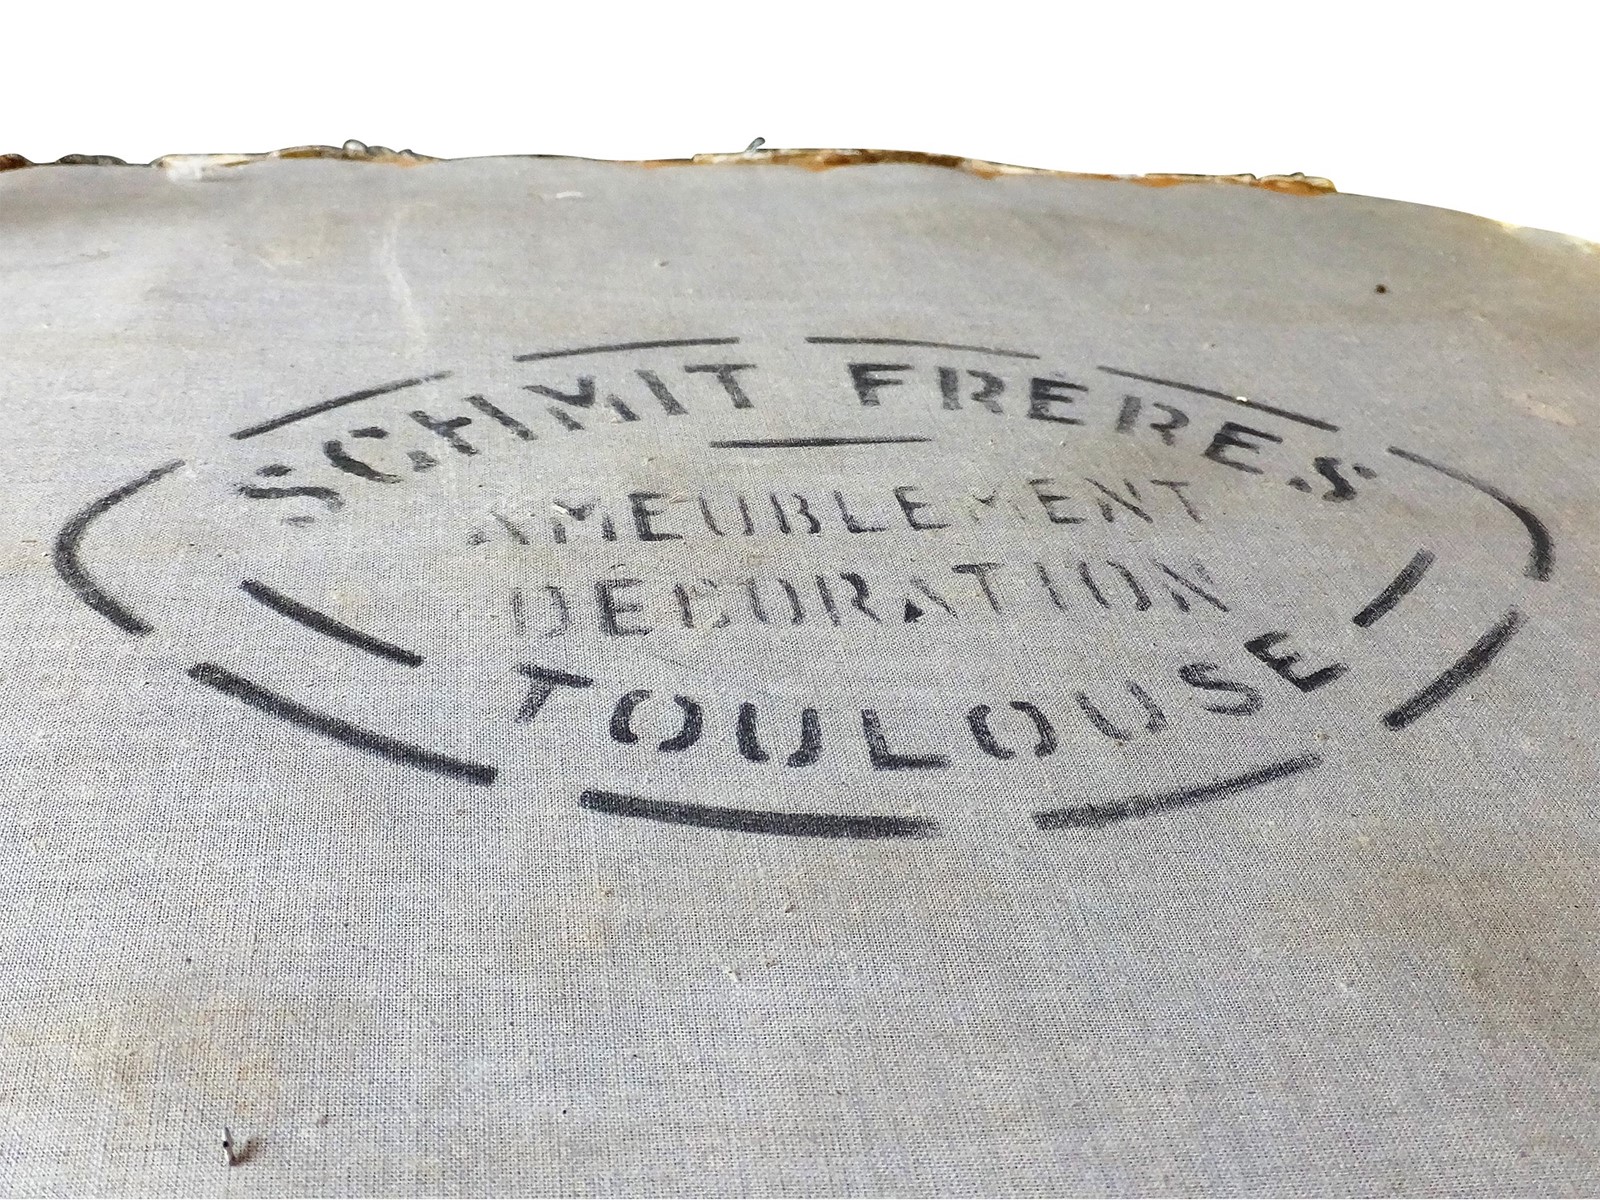 SCHMIT FRÈRES
AMEUBLEMENT
DÉCORATION
TOULOUSE